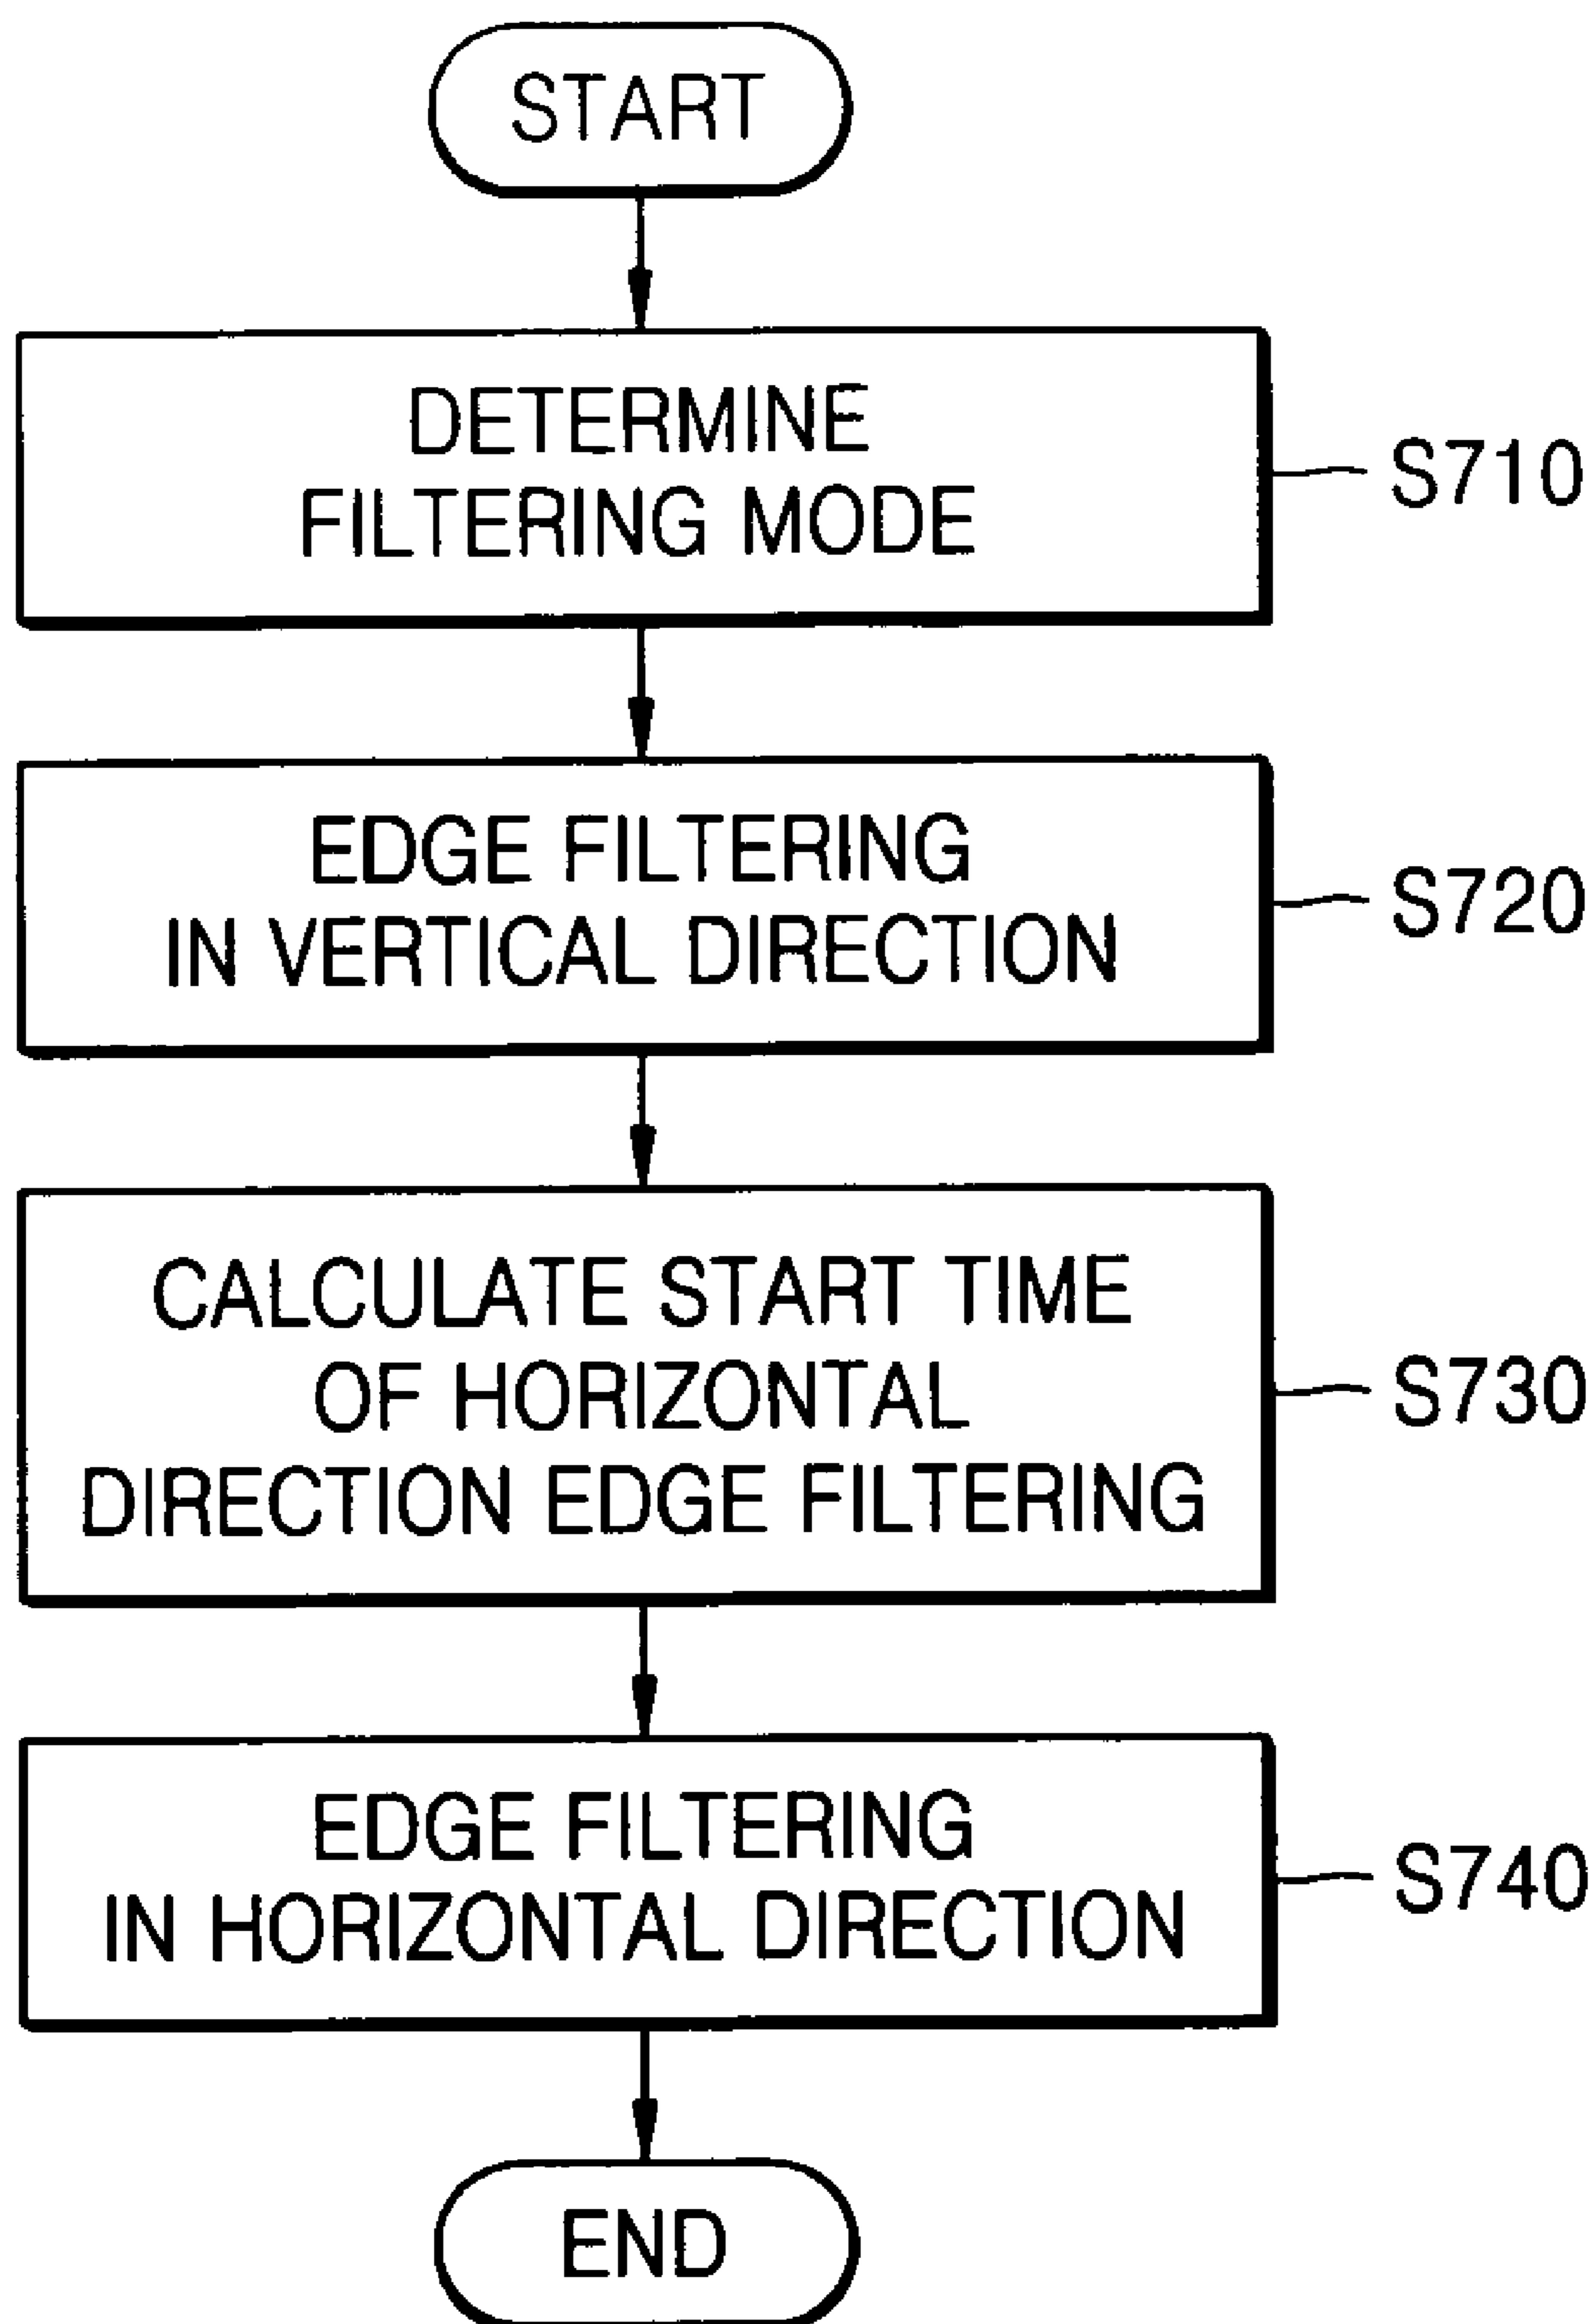 START
DETERMINE
FILTERING MODE
S710
EDGE FILTERING
IN VERTICAL DIRECTION
S720
CALCULATE START TIME
OF HORIZONTAL
DIRECTION EDGE FILTERING
S730
EDGE FILTERING
IN HORIZONTAL DIRECTION
S740
END